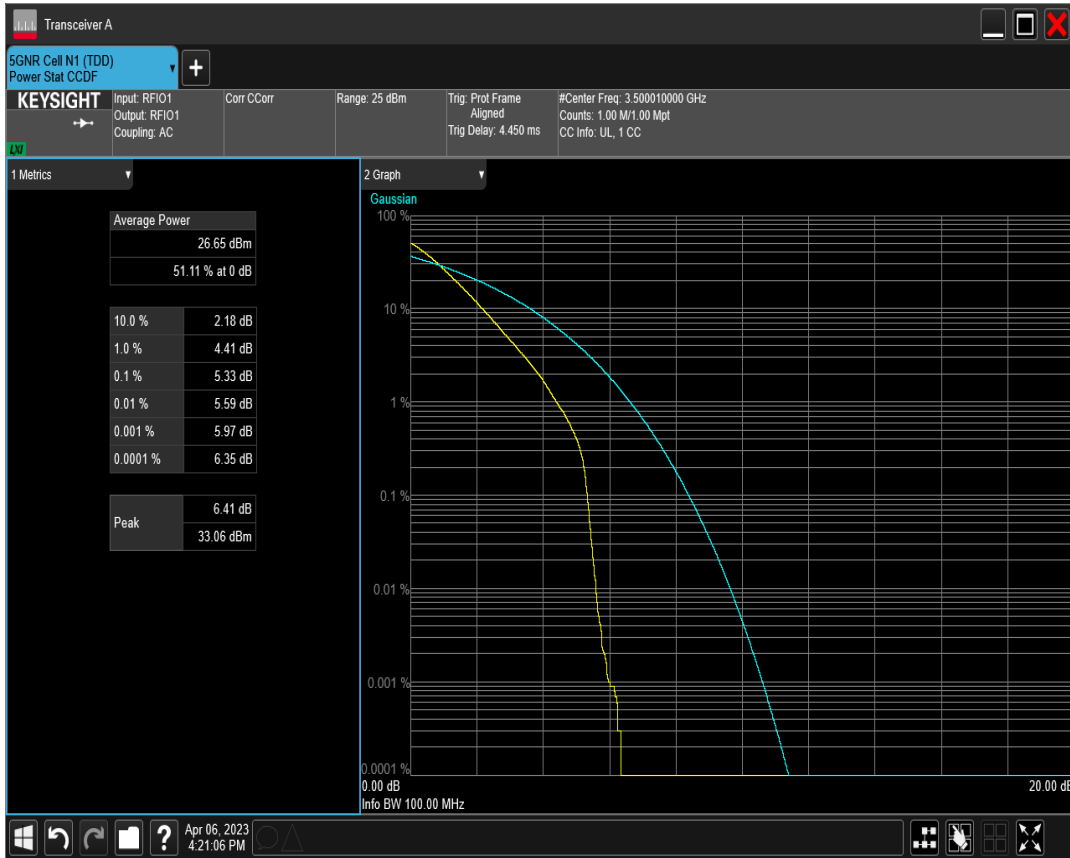 Transceiver A
5GNR Cell N1 (TDD)
Power Stat CCDF
+
KEYSIGHT
LXI
Input: RFIO1
Output: RFIO1
Coupling: AC
Corr CCorr
Range: 25 dBm
Trig: Prot Frame
Aligned
Trig Delay: 4.450 ms
#Center Freq: 3.500010000 GHz
Counts: 1.00 M/1.00 Mpt
CC Info: UL, 1 CC
1 Metrics
Average Power
26.65 dBm
51.11 % at 0 dB
10.0 % 2.18 dB
1.0 % 4.41 dB
0.1 % 5.33 dB
0.01 % 5.59 dB
0.001 % 5.97 dB
0.0001 % 6.35 dB
Peak
6.41 dB
33.06 dBm
2 Graph
Gaussian
100 %
10 %
1 %
0.1 %
0.01 %
0.001 %
0.0001 %
0.00 dB 20.00 dB
Info BW 100.00 MHz
?
Apr 06, 2023
4:21:06 PM